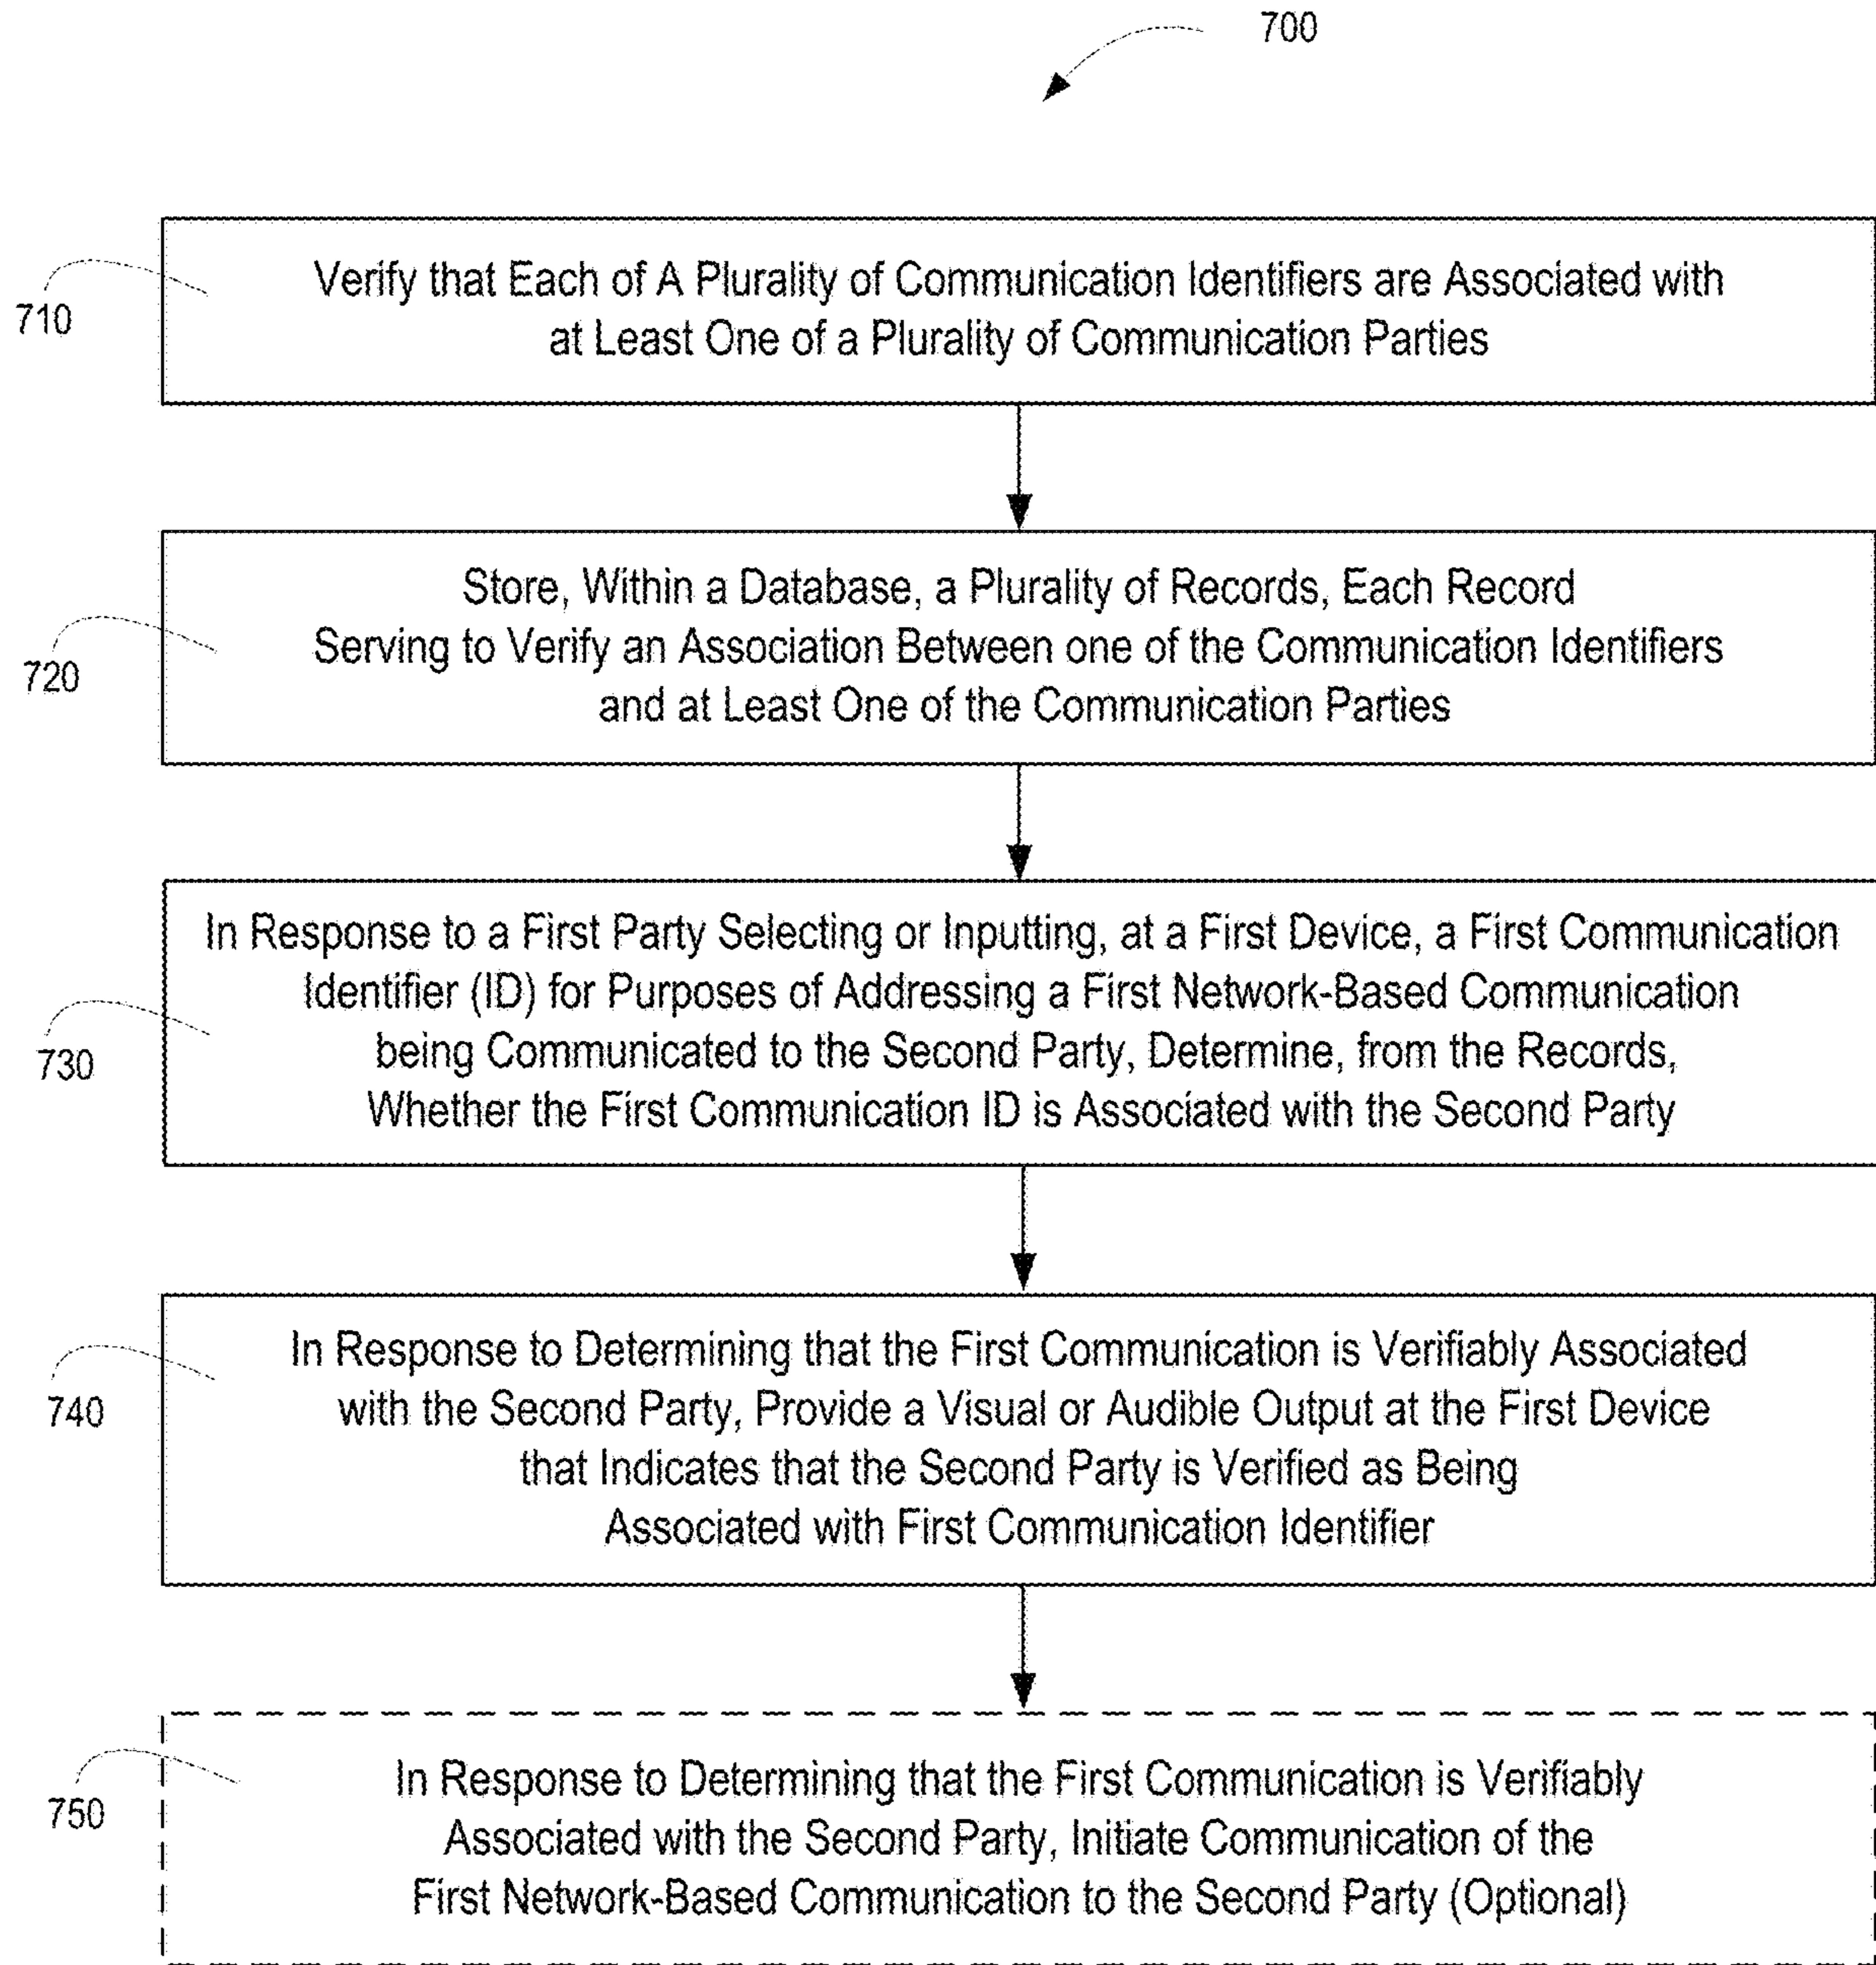 700
710
Verify that Each of A Plurality of Communication Identifiers are Associated with
at Least One of a Plurality of Communication Parties
720
Store, Within a Database, a Plurality of Records, Each Record
Serving to Verify an Association Between one of the Communication Identifiers
and at Least One of the Communication Parties
730
In Response to a First Party Selecting or Inputting, at a First Device, a First Communication
Identifier (ID) for Purposes of Addressing a First Network-Based Communication
being Communicated to the Second Party, Determine, from the Records,
Whether the First Communication ID is Associated with the Second Party
740
In Response to Determining that the First Communication is Verifiably Associated
with the Second Party, Provide a Visual or Audible Output at the First Device
that Indicates that the Second Party is Verified as Being
Associated with First Communication Identifier
750
In Response to Determining that the First Communication is Verifiably
Associated with the Second Party, Initiate Communication of the
First Network-Based Communication to the Second Party (Optional)